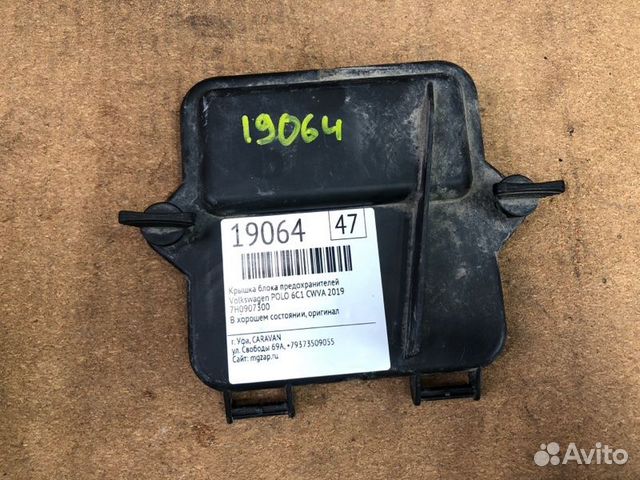 19064
19064 47
Крышка блока предохранителей
Volkswagen POLO 6C1 CWVA 2019
7H0907300
В хорошем состоянии, оригинал
г. Уфа, CARAVAN
ул. Свободы 69А, +79373509055
Сайт: mgzap.ru
Avito